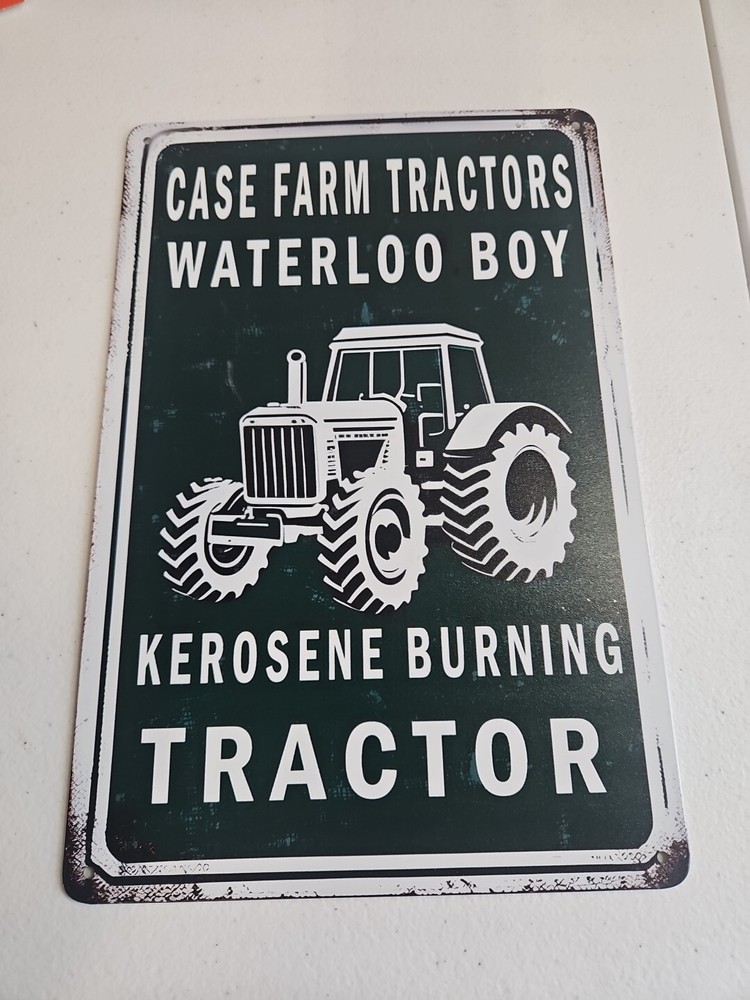 CASE FARM TRACTORS
WATERLOO BOY
KEROSENE BURNING
TRACTOR